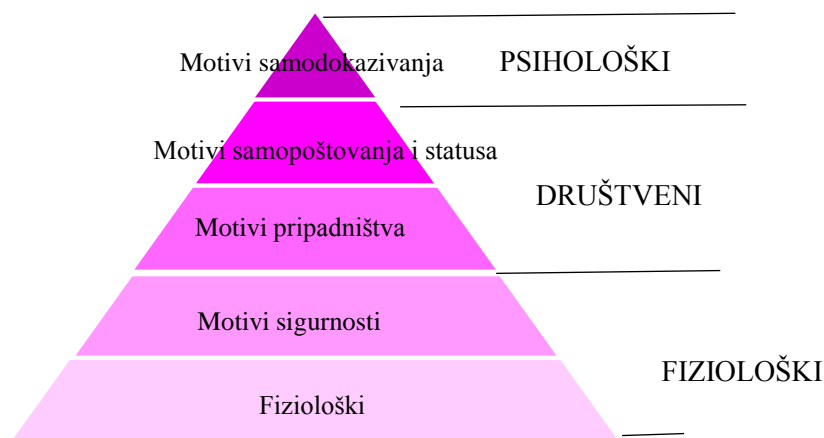 Motivi samodokazivanja
PSIHOLOŠKI
Motivi samopoštovanja i statusa
DRUŠTVENI
Motivi pripadništva
Motivi sigurnosti
FIZIOLOŠKI
Fiziološki